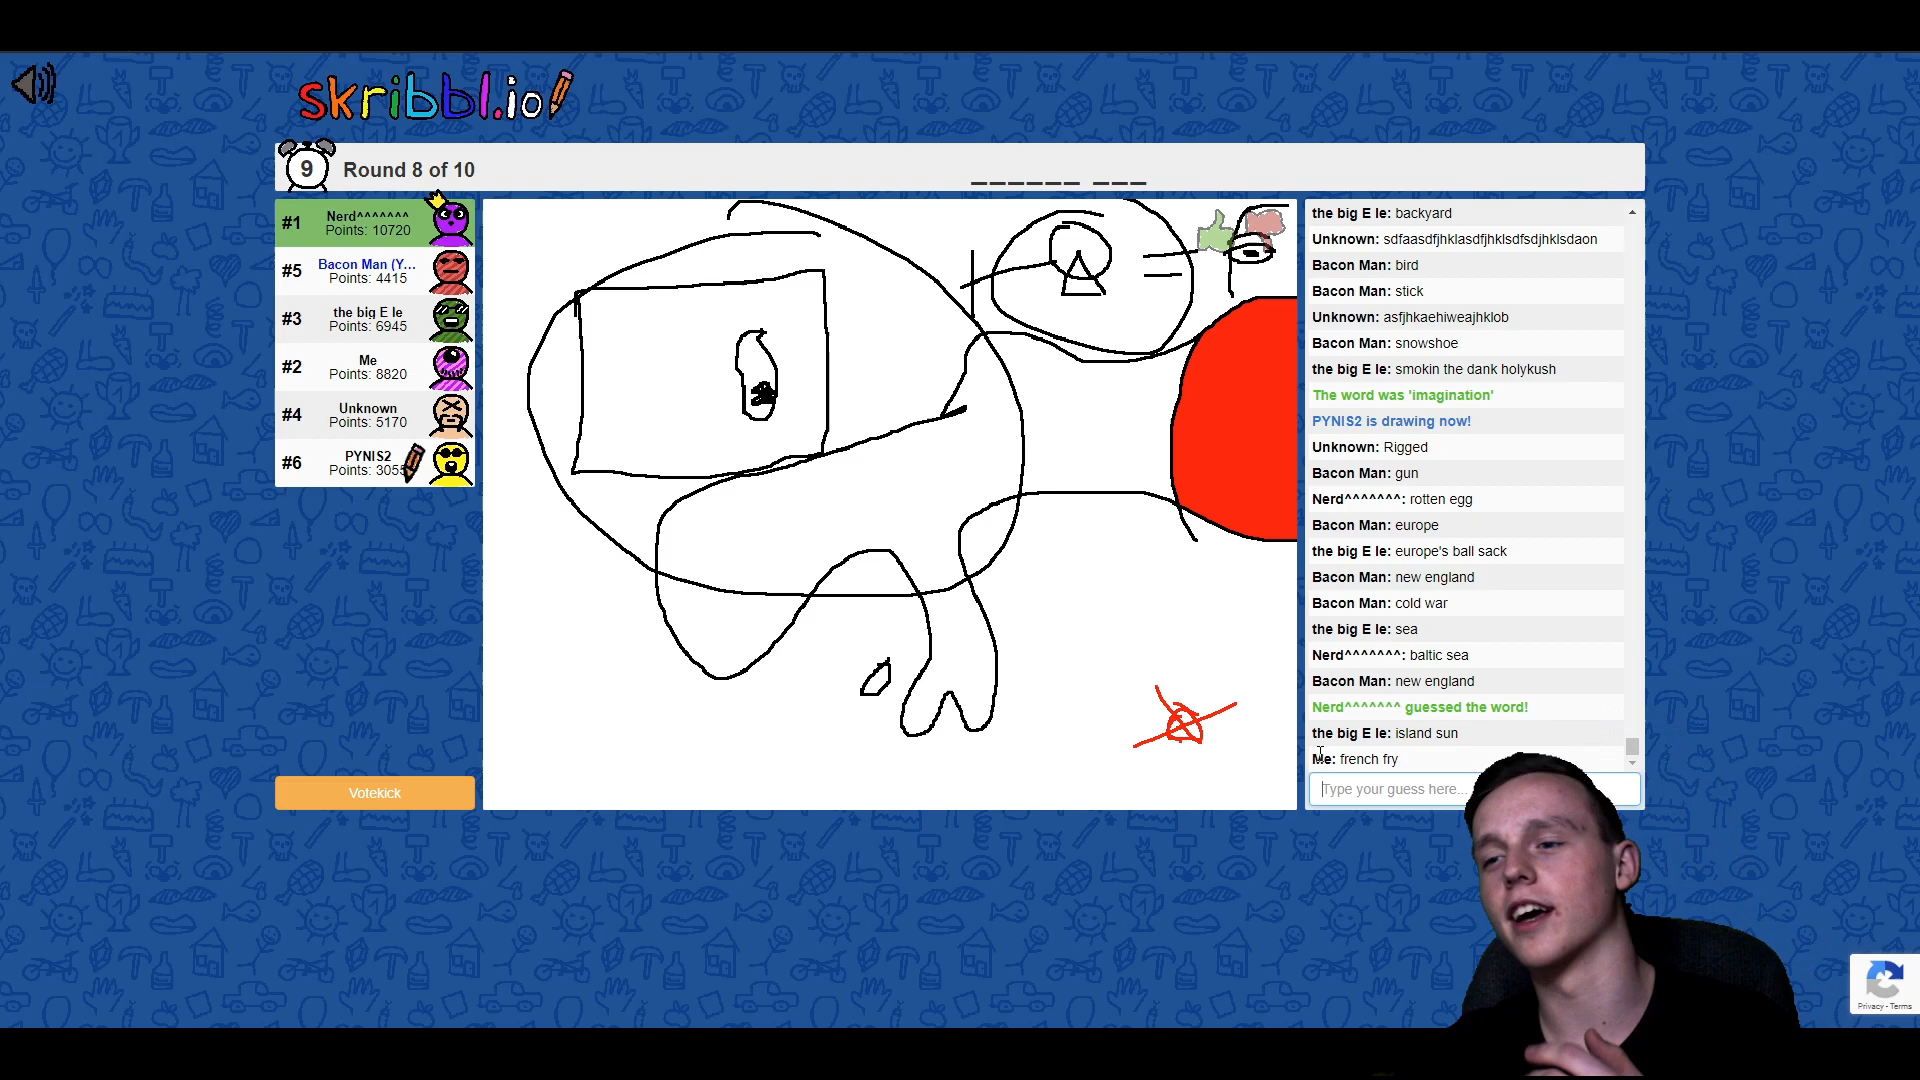 skribbl.io
9
Round 8 of 10
______ ___
#1
Nerd^^^^^^^
Points: 10720
#5
Bacon Man (Y...
Points: 4415
#3
the big E le
Points: 6945
#2
Me
Points: 8820
#4
Unknown
Points: 5170
#6
PYNIS2
Points: 3055
Votekick
the big E le: backyard
Unknown: sdfaasdfjhklasdfjhklsdfsdjhklsdaon
Bacon Man: bird
Bacon Man: stick
Unknown: asfjhkaehiweajhklob
Bacon Man: snowshoe
the big E le: smokin the dank holykush
The word was 'imagination'
PYNIS2 is drawing now!
Unknown: Rigged
Bacon Man: gun
Nerd^^^^^^^: rotten egg
Bacon Man: europe
the big E le: europe's ball sack
Bacon Man: new england
Bacon Man: cold war
the big E le: sea
Nerd^^^^^^^: baltic sea
Bacon Man: new england
Nerd^^^^^^^ guessed the word!
the big E le: island sun
Me: french fry
Type your guess here...
Privacy - Terms